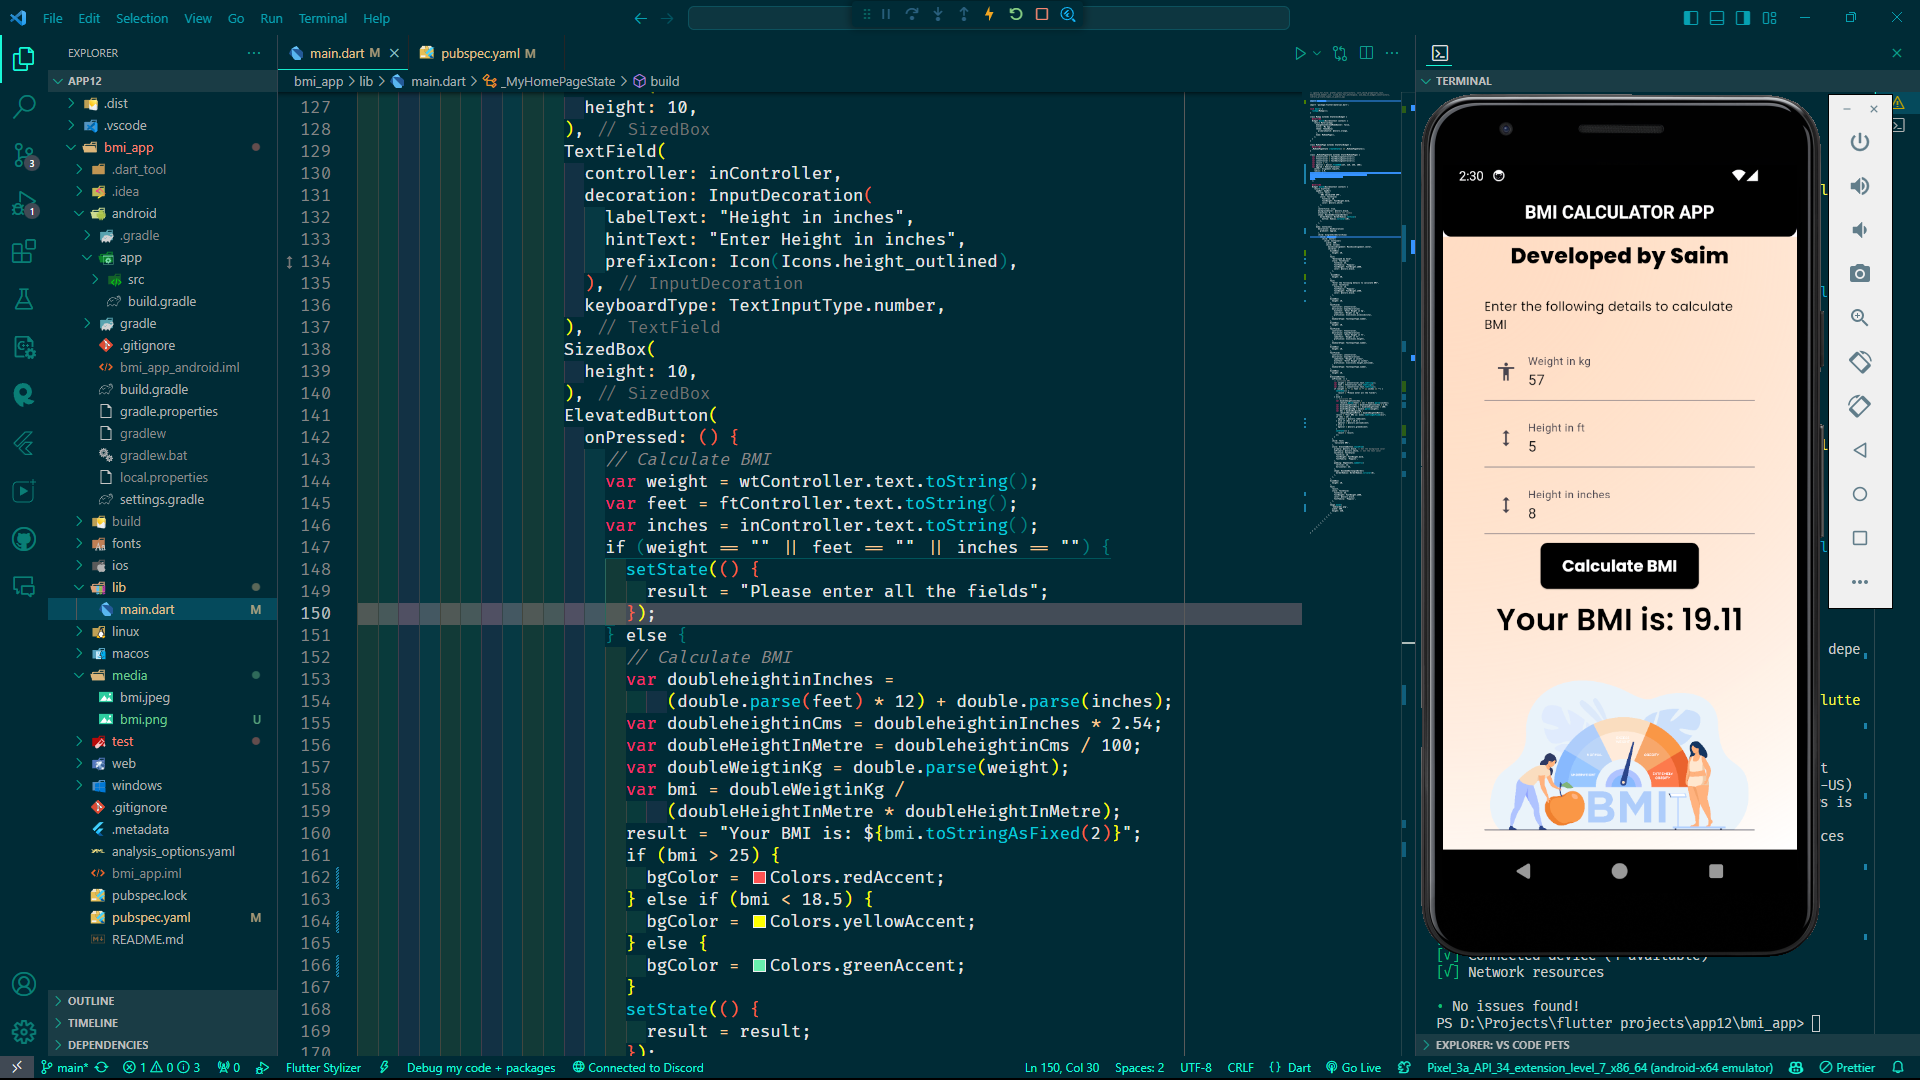 File Edit Selection View Go Run Terminal Help
EXPLORER
APP12
.dist
.vscode
bmi_app
.dart_tool
.idea
android
.gradle
app
src
build.gradle
gradle
.gitignore
bmi_app_android.iml
build.gradle
gradle.properties
gradlew
gradlew.bat
local.properties
settings.gradle
build
fonts
ios
lib
main.dart M
linux
macos
media
bmi.jpeg
bmi.png U
test
web
windows
.gitignore
.metadata
analysis_options.yaml
bmi_app.iml
pubspec.lock
pubspec.yaml M
README.md
OUTLINE
TIMELINE
DEPENDENCIES
3
1
main.dart M pubspec.yaml M
bmi_app > lib > main.dart > _MyHomePageState > build
127 height: 10,
128 ), // SizedBox
129 TextField(
130 controller: inController,
131 decoration: InputDecoration(
132 labelText: "Height in inches",
133 hintText: "Enter Height in inches",
134 prefixIcon: Icon(Icons.height_outlined),
135 ), // InputDecoration
136 keyboardType: TextInputType.number,
137 ), // TextField
138 SizedBox(
139 height: 10,
140 ), // SizedBox
141 ElevatedButton(
142 onPressed: () {
143 // Calculate BMI
144 var weight = wtController.text.toString();
145 var feet = ftController.text.toString();
146 var inches = inController.text.toString();
147 if (weight == "" || feet == "" || inches == "") {
148 setState(() {
149 result = "Please enter all the fields";
150 });
151 } else {
152 // Calculate BMI
153 var doubleheightinInches =
154 (double.parse(feet) * 12) + double.parse(inches);
155 var doubleheightinCms = doubleheightinInches * 2.54;
156 var doubleHeightInMetre = doubleheightinCms / 100;
157 var doubleWeigtinKg = double.parse(weight);
158 var bmi = doubleWeigtinKg /
159 (doubleHeightInMetre * doubleHeightInMetre);
160 result = "Your BMI is: ${bmi.toStringAsFixed(2)}";
161 if (bmi > 25) {
162 bgColor = Colors.redAccent;
163 } else if (bmi < 18.5) {
164 bgColor = Colors.yellowAccent;
165 } else {
166 bgColor = Colors.greenAccent;
167 }
168 setState(() {
169 result = result;
170 });
TERMINAL
2:30
BMI CALCULATOR APP
Developed by Saim
Enter the following details to calculate
BMI
Weight in kg
57
Height in ft
5
Height in inches
8
Calculate BMI
Your BMI is: 19.11
BMI
depe
lutte
t
-US)
s is
ces
[√] Connected device (
available)
[√] Network resources
• No issues found!
PS D:\Projects\flutter projects\app12\bmi_app>
EXPLORER: VS CODE PETS
main* 1 0 3 0 Flutter Stylizer Debug my code + packages Connected to Discord Ln 150, Col 30 Spaces: 2 UTF-8 CRLF {} Dart Go Live Pixel_3a_API_34_extension_level_7_x86_64 (android-x64 emulator) Prettier